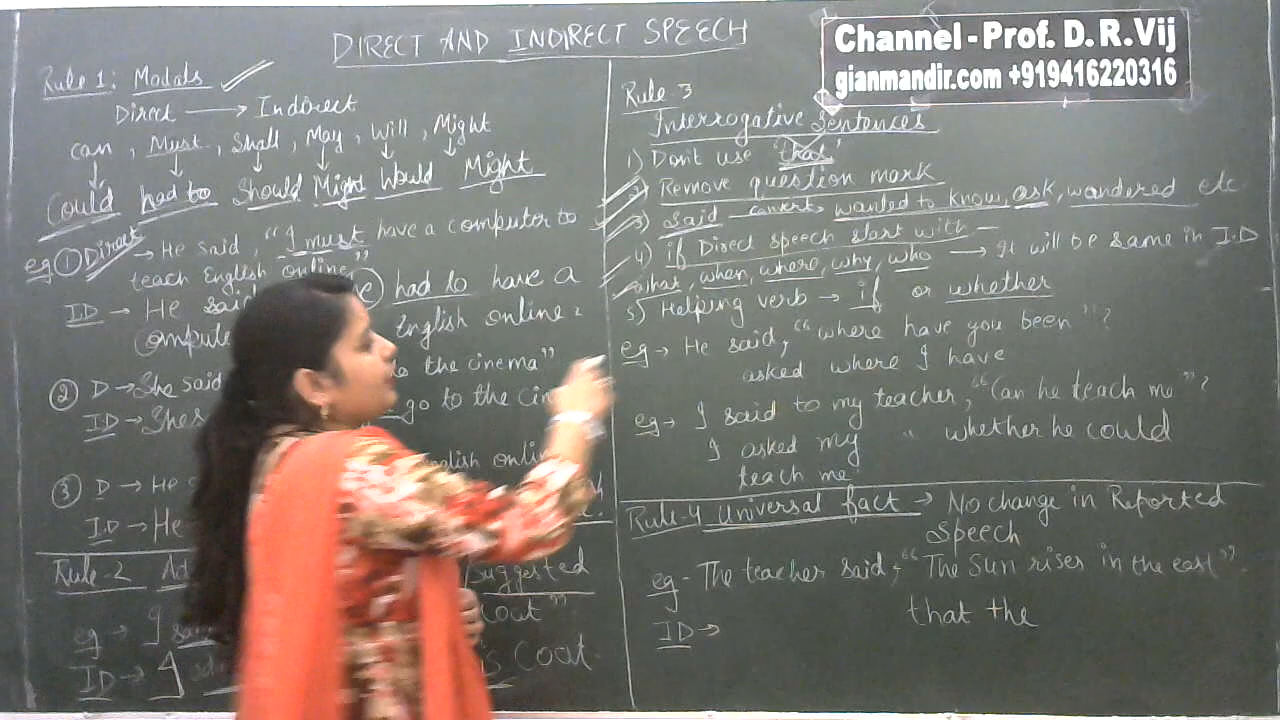 DIRECT AND INDIRECT SPEECH
Channel - Prof. D. R. Vij
gianmandir.com +919416220316
Rule 1: Modals
Direct → Indirect
can, Must, Shall, May, Will, Might
Could had to Should Might Would Might
eg ① Direct → He said, "I must have a computor to
teach English online"
ID → He said had to have a
Compute English online
② D → She said the cinema"
ID → She go to the
③ D → He English
ID → He
Rule-2 Suggested
eg → I Cout"
ID → I Coat.
Rule 3
Interrogative Sentences
1) Dont use 'that'
2) Remove question mark
3) Said convert, wanted to know, ask, wandered etc
4) if Direct speech start with —
what, when, where, why, who → It will be same in I.D
5) Helping verb → if or whether
eg → He said, "where have you been"?
asked where I have
eg → I said to my teacher, "Can he teach me"?
I asked my " whether he could
teach me.
Rule-4 Universal fact → No change in Reported
Speech
eg - The teacher said, "The Sun rises in the east".
that the
ID →